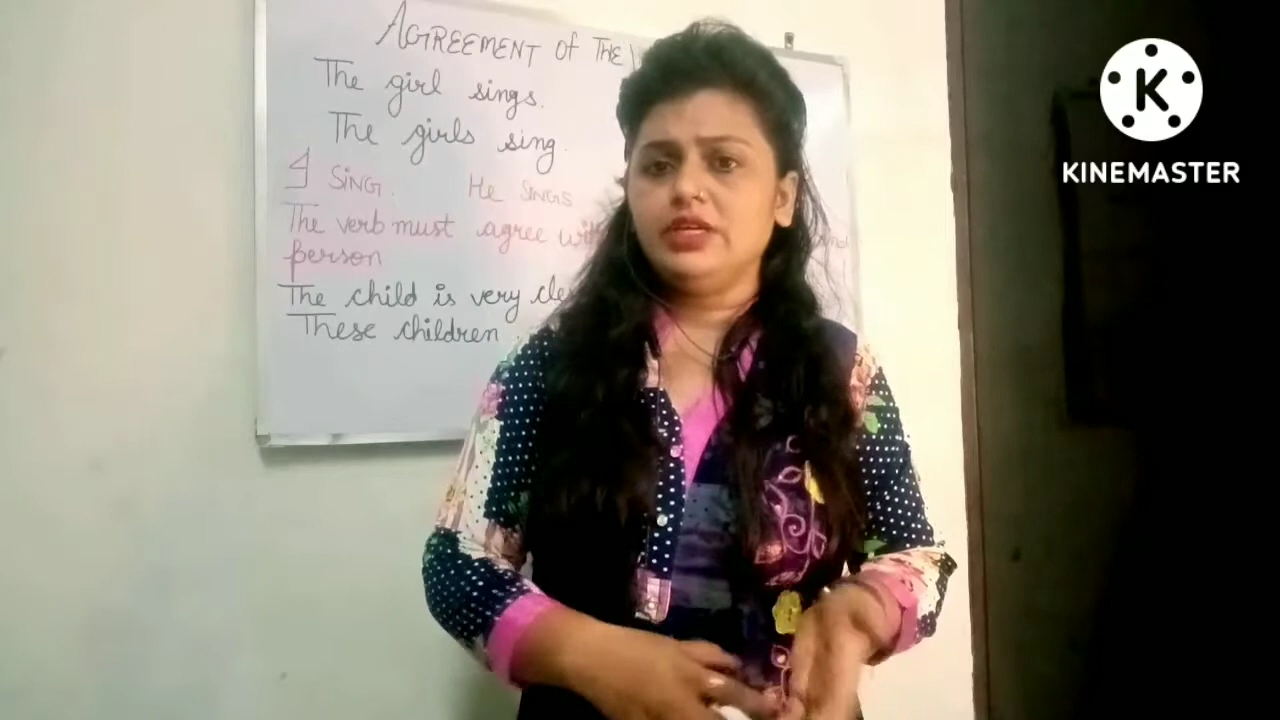 AGREEMENT Of THE
The girl sings.
The girls sing.
I SING. He SINGS
The verb must agree
person
The child is very
These children
K
KINEMASTER